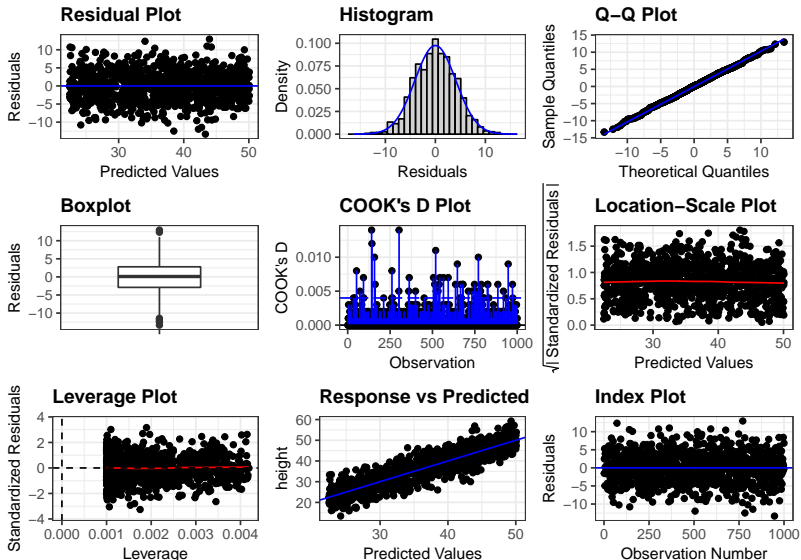 Residual Plot
Histogram
Q−Q Plot
Residuals
10
5
0
−5
−10
30
40
50
Predicted Values
Density
0.100
0.075
0.050
0.025
0.000
−10
0
10
Residuals
Sample Quantiles
15
10
5
0
−5
−10
−15
−10
−5
0
5
10
Theoretical Quantiles
Boxplot
COOK's D Plot
Location−Scale Plot
Residuals
10
5
0
−5
−10
COOK's D
0.010
0.005
0.000
0
250
500
750
1000
Observation
√| Standardized Residuals |
1.5
1.0
0.5
0.0
30
40
50
Predicted Values
Leverage Plot
Response vs Predicted
Index Plot
Standardized Residuals
4
2
0
−2
−4
0.000
0.001
0.002
0.003
0.004
Leverage
height
60
50
40
30
20
30
40
50
Predicted Values
Residuals
15
10
5
0
−5
−10
0
250
500
750
1000
Observation Number